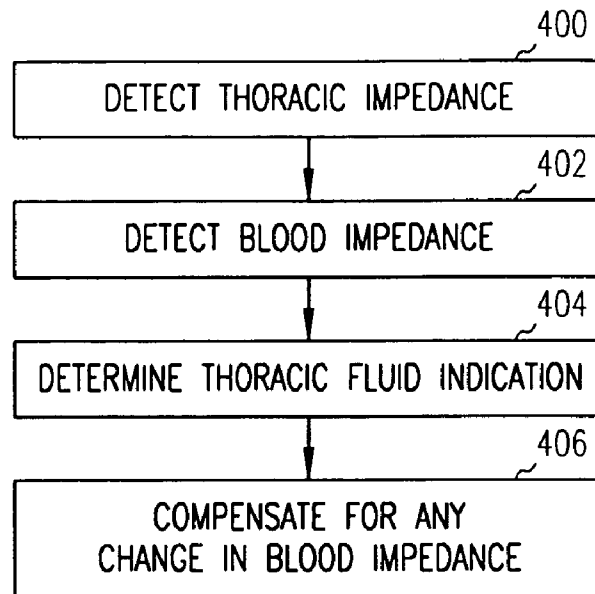 400
DETECT THORACIC IMPEDANCE
402
DETECT BLOOD IMPEDANCE
404
DETERMINE THORACIC FLUID INDICATION
406
COMPENSATE FOR ANY
CHANGE IN BLOOD IMPEDANCE